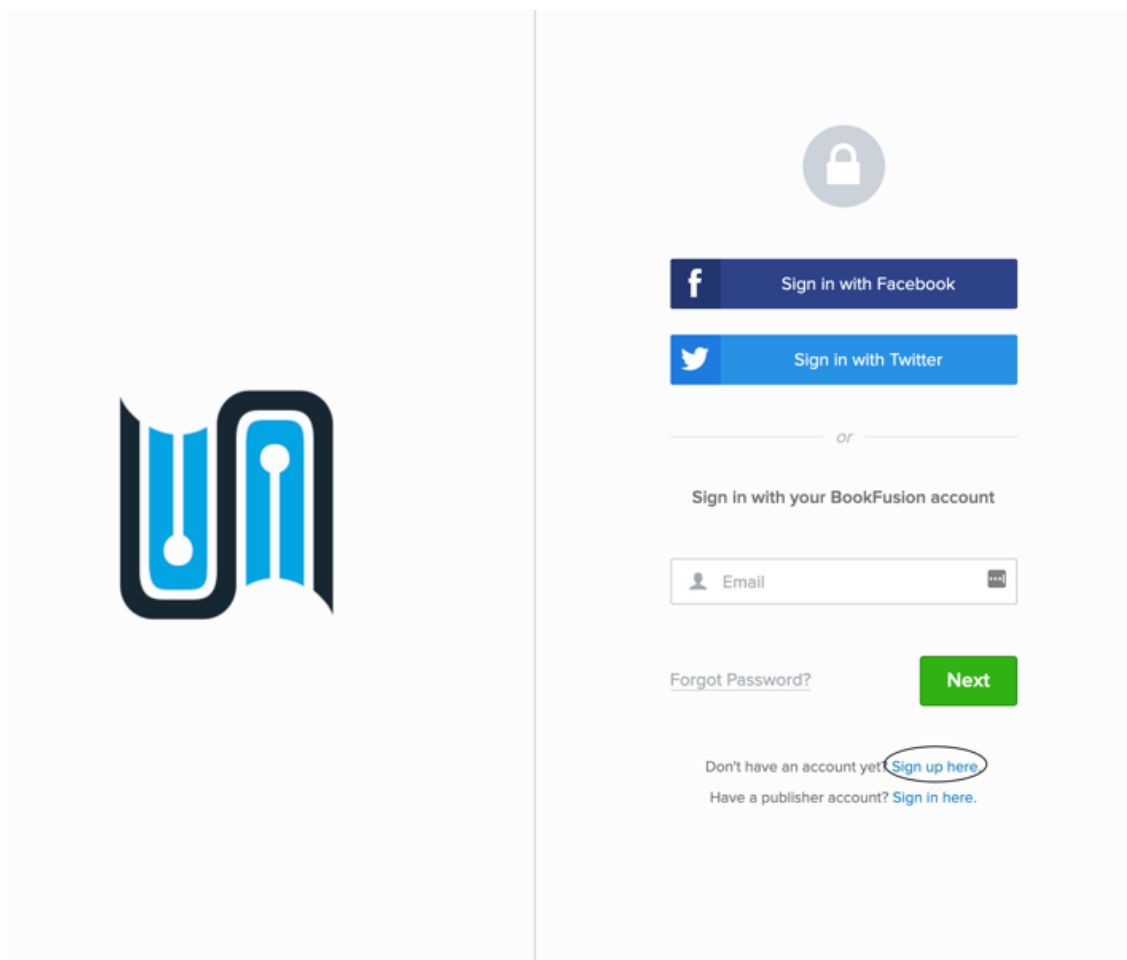 Sign in with Facebook
Sign in with Twitter
or
Sign in with your BookFusion account
Email
Forgot Password?
Next
Don't have an account yet? Sign up here.
Have a publisher account? Sign in here.